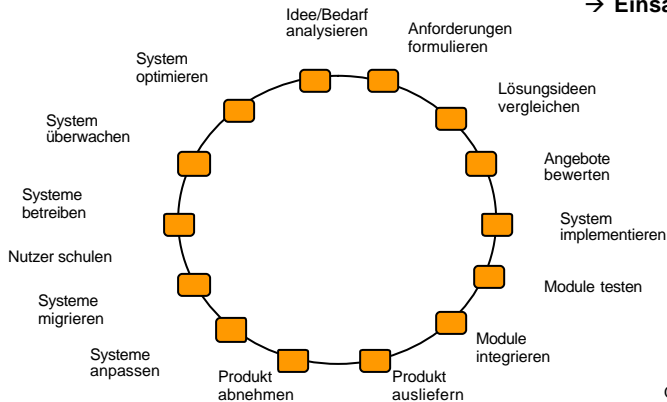 → Einsa
Idee/Bedarf
analysieren
Anforderungen
formulieren
Lösungsideen
vergleichen
Angebote
bewerten
System
implementieren
Module testen
Module
integrieren
Produkt
ausliefern
Produkt
abnehmen
Systeme
anpassen
Systeme
migrieren
Nutzer schulen
Systeme
betreiben
System
überwachen
System
optimieren